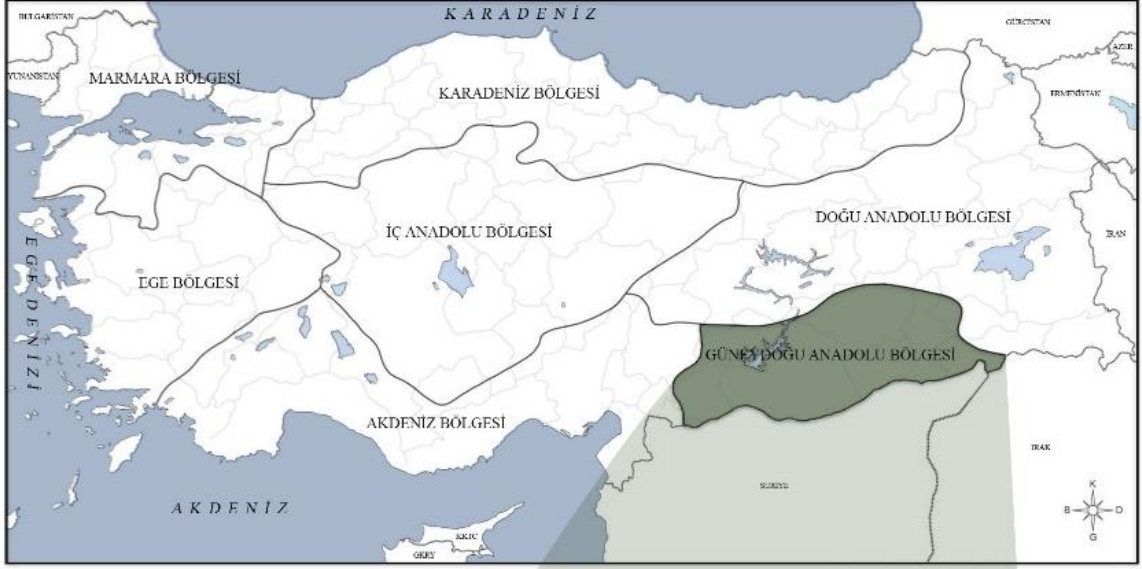 BULGARİSTAN
KARADENİZ
GÜRCİSTAN
AZER.
YUNANİSTAN
MARMARA BÖLGESİ
KARADENİZ BÖLGESİ
ERMENİSTAN
DOĞU ANADOLU BÖLGESİ
İÇ ANADOLU BÖLGESİ
İRAN
EGE DENİZİ
EGE BÖLGESİ
GÜNEYDOĞU ANADOLU BÖLGESİ
AKDENİZ BÖLGESİ
IRAK
SURİYE
K
B
D
G
AKDENİZ
KKTC
GKRY